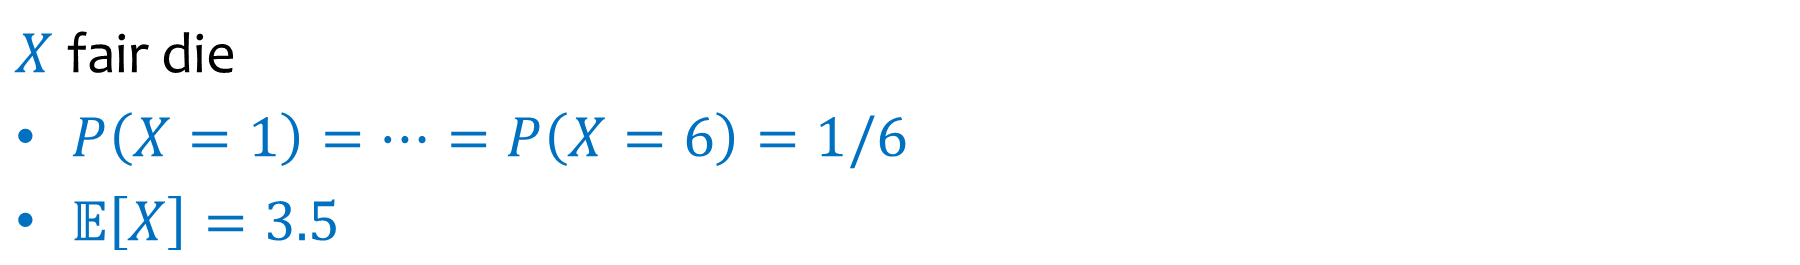 X fair die
• P(X = 1) = ⋯ = P(X = 6) = 1/6
• 𝔼[X] = 3.5